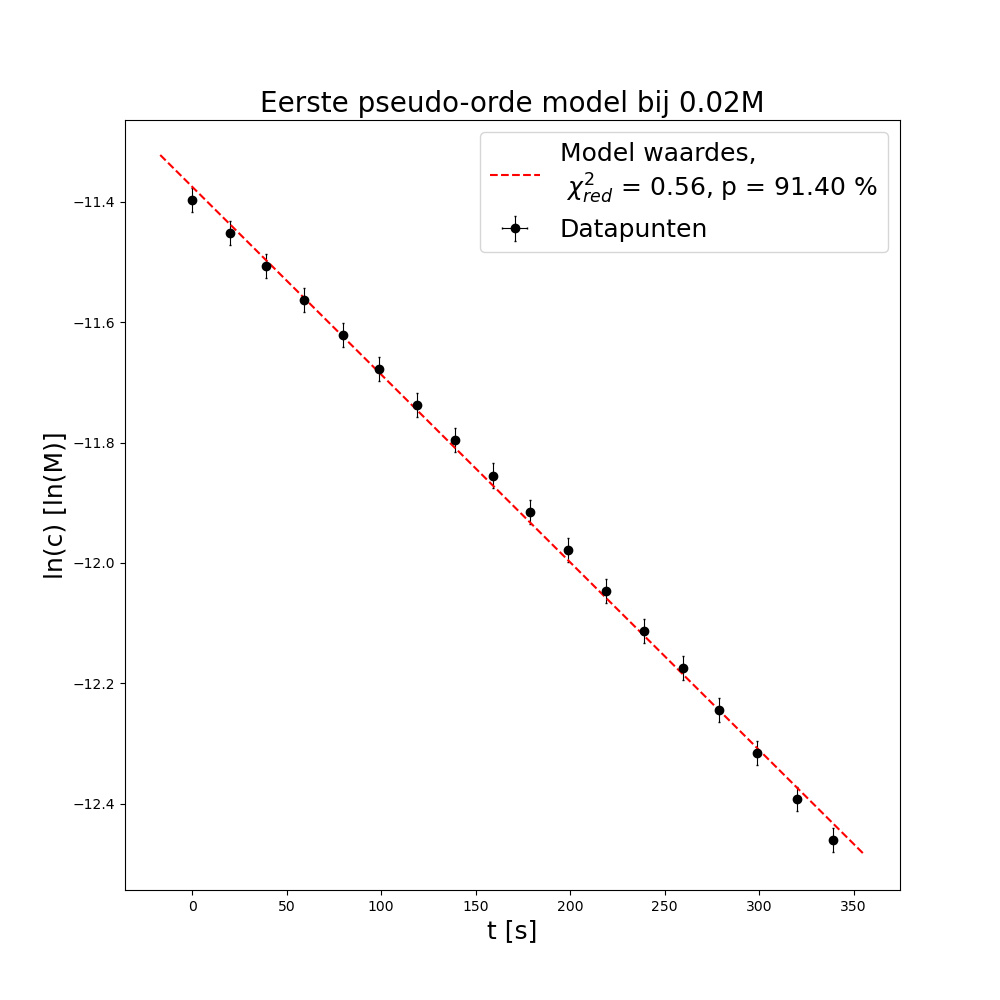 Eerste pseudo-orde model bij 0.02M
Model waardes,
χ²_red = 0.56, p = 91.40 %
Datapunten
ln(c) [ln(M)]
−11.4
−11.6
−11.8
−12.0
−12.2
−12.4
0 50 100 150 200 250 300 350
t [s]